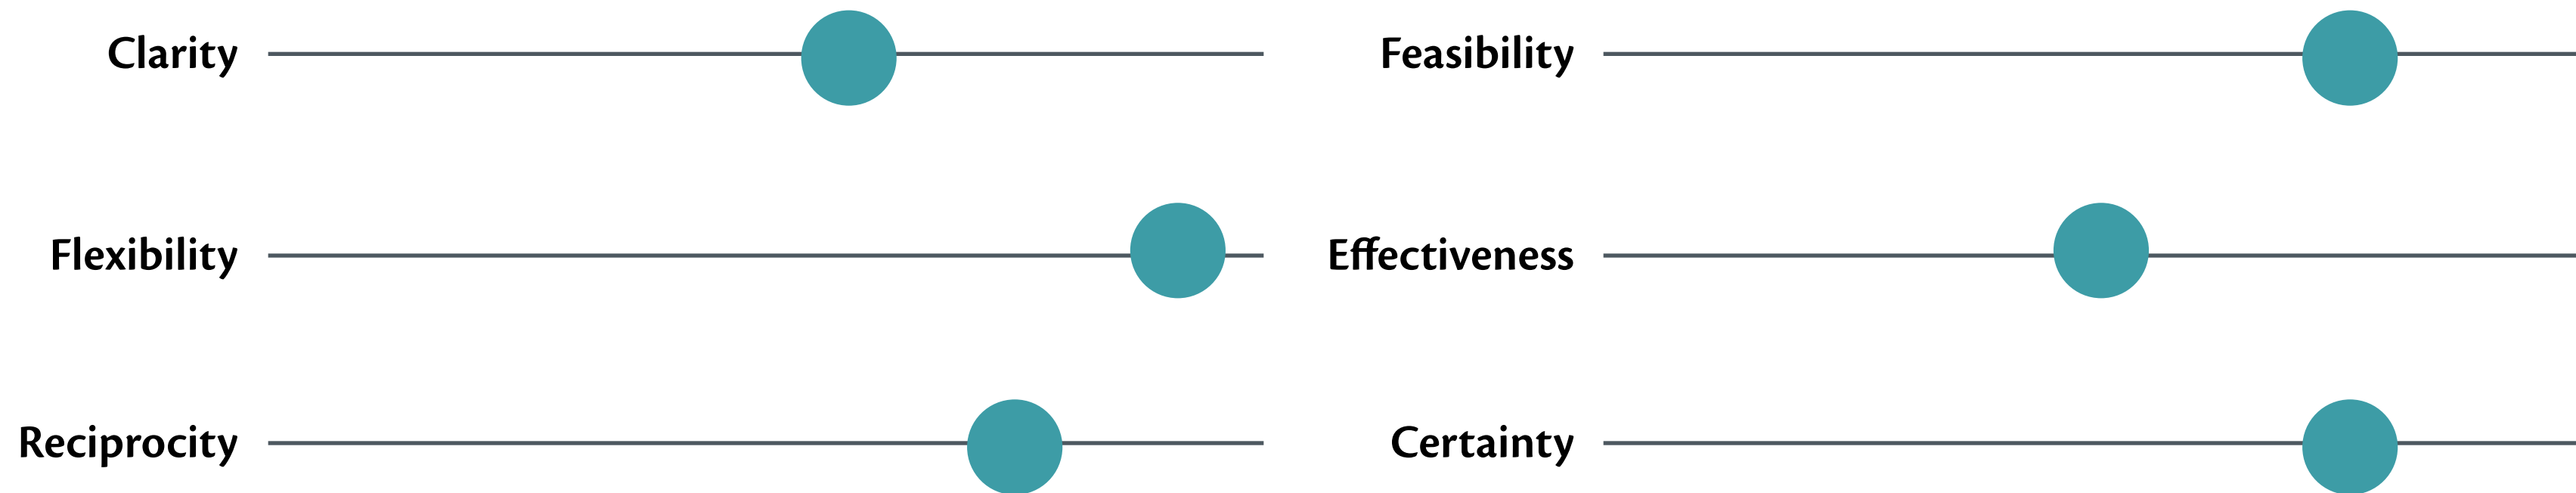 Clarity
Feasibility
Flexibility
Effectiveness
Reciprocity
Certainty